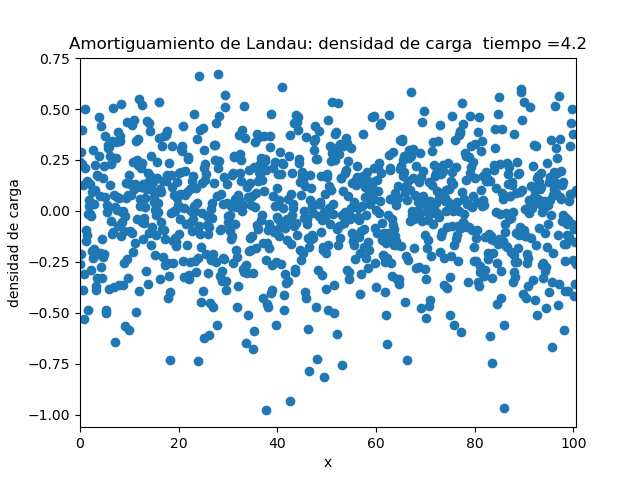 Amortiguamiento de Landau: densidad de carga  tiempo =4.2
0.75
0.50
0.25
0.00
−0.25
−0.50
−0.75
−1.00
densidad de carga
0 20 40 60 80 100
x